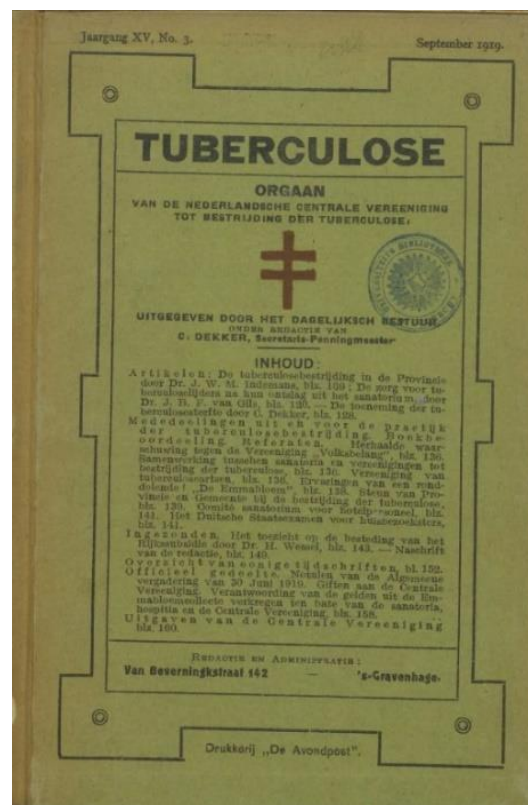 Jaargang XV, No. 3.
September 1919.
TUBERCULOSE
ORGAAN
VAN DE NEDERLANDSCHE CENTRALE VEREENIGING
TOT BESTRIJDING DER TUBERCULOSE.
UITGEGEVEN DOOR HET DAGELIJKSCH BESTUUR
ONDER REDACTIE VAN
C. DEKKER, Secretaris-Penningmeester
INHOUD:
Artikelen: De tuberculosebestrijding in de Provincie
door Dr. J. W. M. Indemans, blz. 109; De zorg voor tu-
berculoselijders na hun ontslag uit het sanatorium, door
Dr. J. B. F. van Gils, blz. 120. — De toeneming der tu-
berculosesterfte door C. Dekker, blz. 128.
Mededeelingen uit en voor de practijk
der tuberculosebestrijding. Boekbe-
oordeeling. Referaten. Herhaalde waar-
schuwing tegen de Vereeniging „Volksbelang", blz. 136.
Samenwerking tusschen sanatoria en vereenigingen tot
bestrijding der tuberculose, blz. 136. Vereeniging van
tuberculoseartsen, blz. 138. Ervaringen van een rond-
dolende! „De Emmabloem", blz. 138. Steun van Pro-
vincie en Gemeente bij de bestrijding der tuberculose,
blz. 139. Comité sanatorium voor hotelpersoneel, blz.
141. Het Duitsche Staatsexamen voor huisbezoeksters,
blz. 141.
Ingezonden. Het toezicht op de besteding van het
Rijkssubsidie door Dr. H. Wessel, blz. 143. — Naschrift
van de redactie, blz. 149.
Overzicht van eenige tijdschriften, bl. 152.
Officieel gedeelte. Notulen van de Algemeene
vergadering van 30 Juni 1919. Giften aan de Centrale
Vereeniging. Verantwoording van de gelden uit de Em-
mabloemcollecte verkregen ten bate van de sanatoria,
hospitia en de Centrale Vereeniging, blz. 158.
Uitgaven van de Centrale Vereeniging
blz. 160.
REDACTIE EN ADMINISTRATIE:
Van Beverningkstraat 142 — 's-Gravenhage.
Drukkerij „De Avondpost".